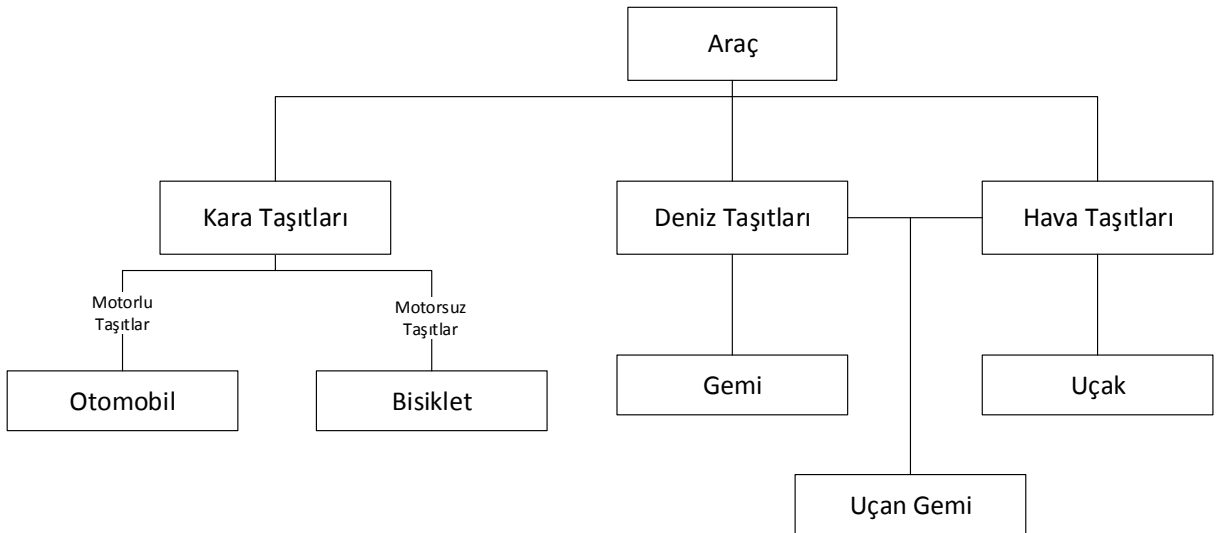 Araç
Kara Taşıtları
Deniz Taşıtları
Hava Taşıtları
Motorlu
Taşıtlar
Motorsuz
Taşıtlar
Otomobil
Bisiklet
Gemi
Uçak
Uçan Gemi